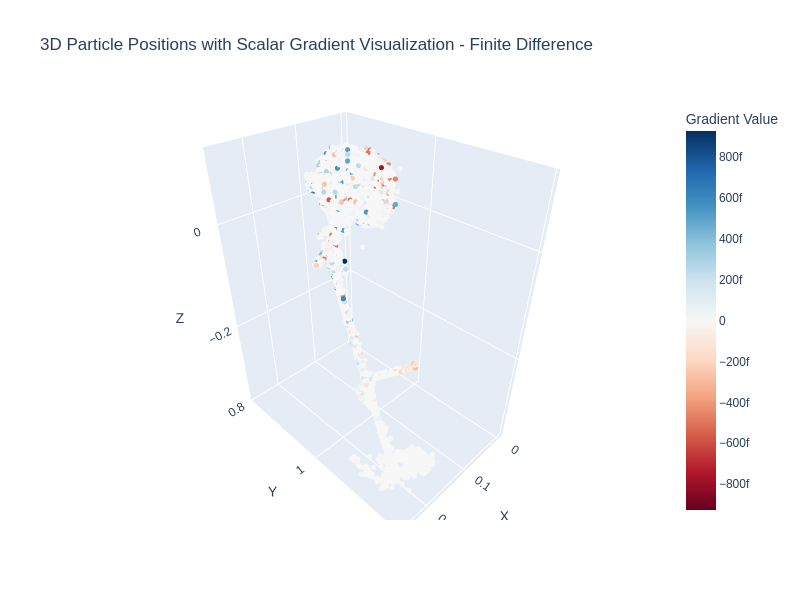 3D Particle Positions with Scalar Gradient Visualization - Finite Difference
Gradient Value
800f
600f
400f
200f
0
−200f
−400f
−600f
−800f
0
−0.2
Z
0.8
1
Y
0
0.1
X